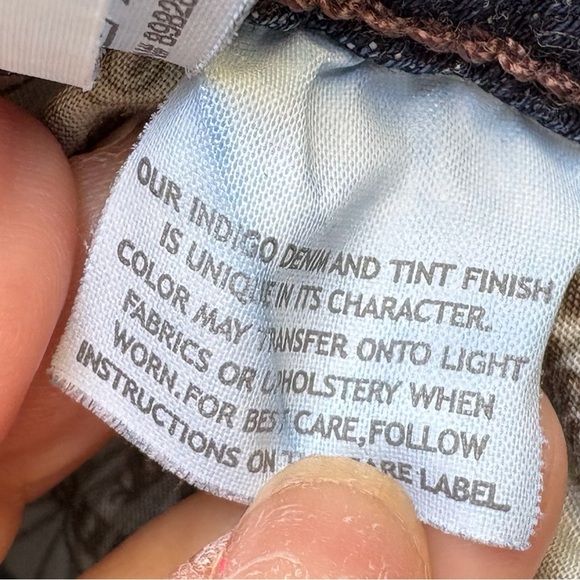 89826
OUR INDIGO DENIM AND TINT FINISH
IS UNIQUE IN ITS CHARACTER.
COLOR MAY TRANSFER ONTO LIGHT
FABRICS OR UPHOLSTERY WHEN
WORN. FOR BEST CARE, FOLLOW
INSTRUCTIONS ON CARE LABEL.